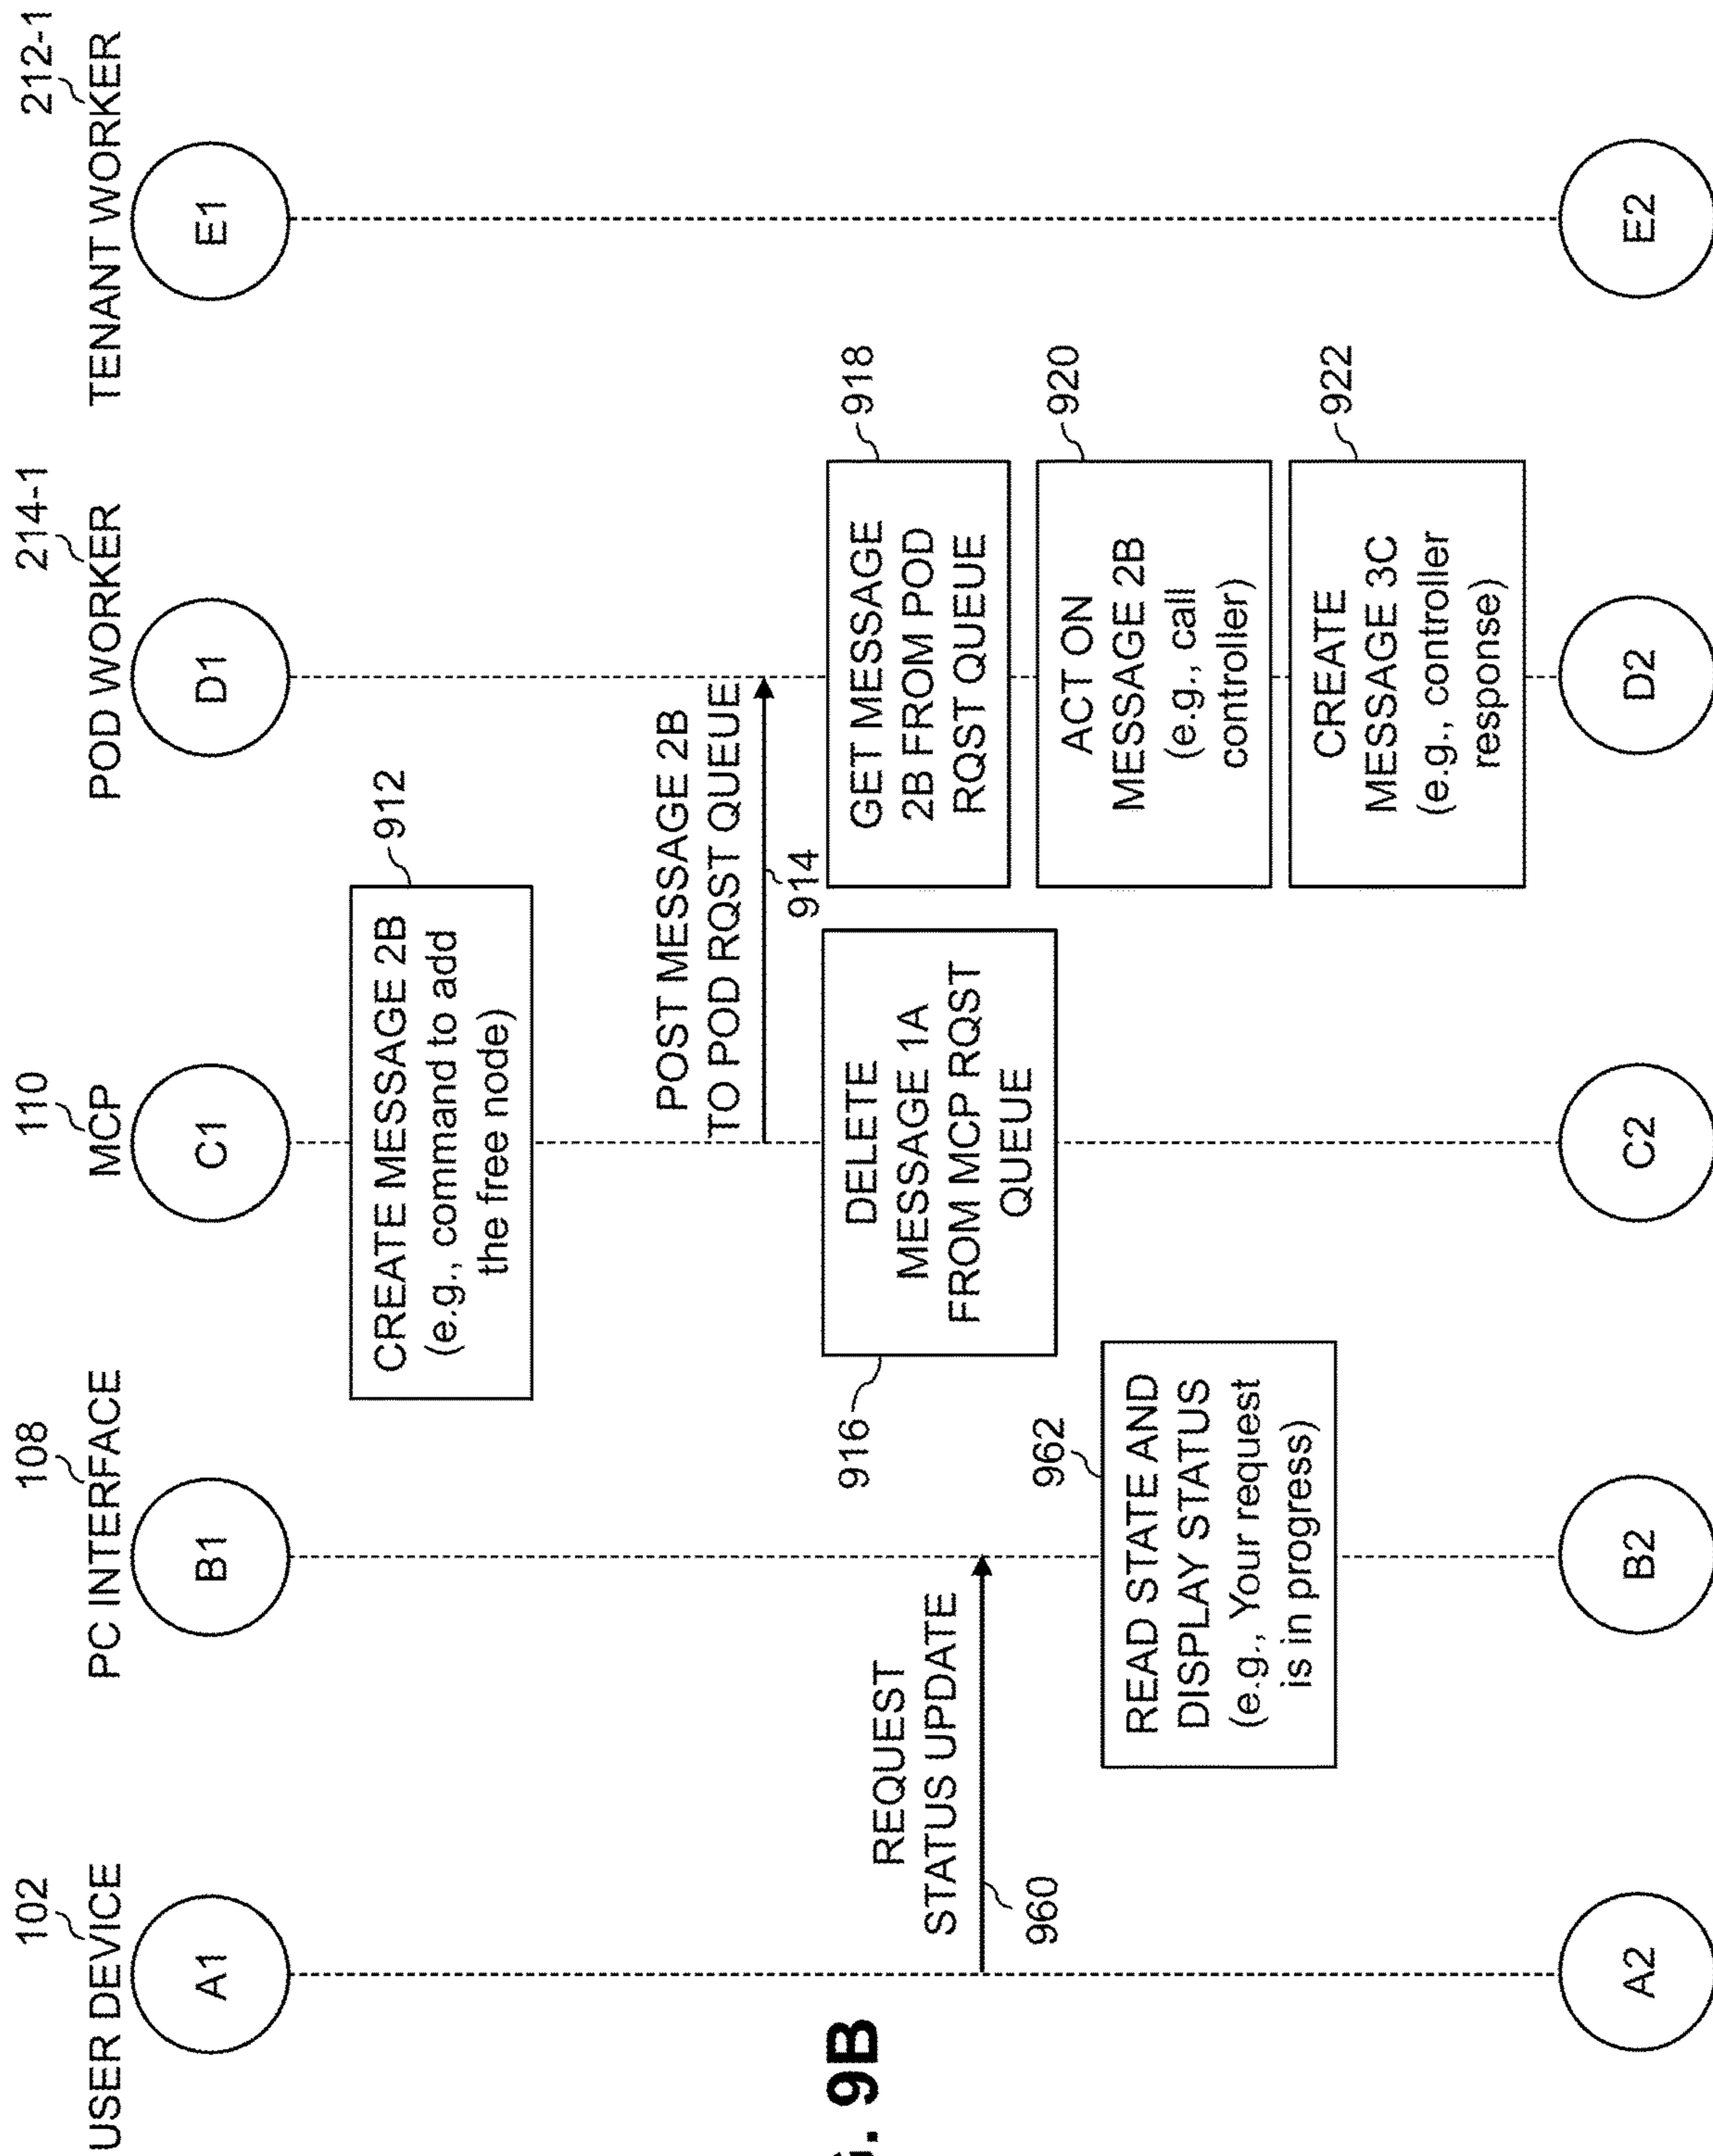 102
USER DEVICE
A1
108
PC INTERFACE
B1
110
MCP
C1
214-1
POD WORKER
D1
212-1
TENANT WORKER
E1
CREATE MESSAGE 2B
(e.g., command to add
the free node)
912
POST MESSAGE 2B
TO POD RQST QUEUE
914
DELETE
MESSAGE 1A
FROM MCP RQST
QUEUE
916
GET MESSAGE
2B FROM POD
RQST QUEUE
918
REQUEST
STATUS UPDATE
960
READ STATE AND
DISPLAY STATUS
(e.g., Your request
is in progress)
962
ACT ON
MESSAGE 2B
(e.g., call
controller)
920
CREATE
MESSAGE 3C
(e.g., controller
response)
922
A2
B2
C2
D2
E2
9B